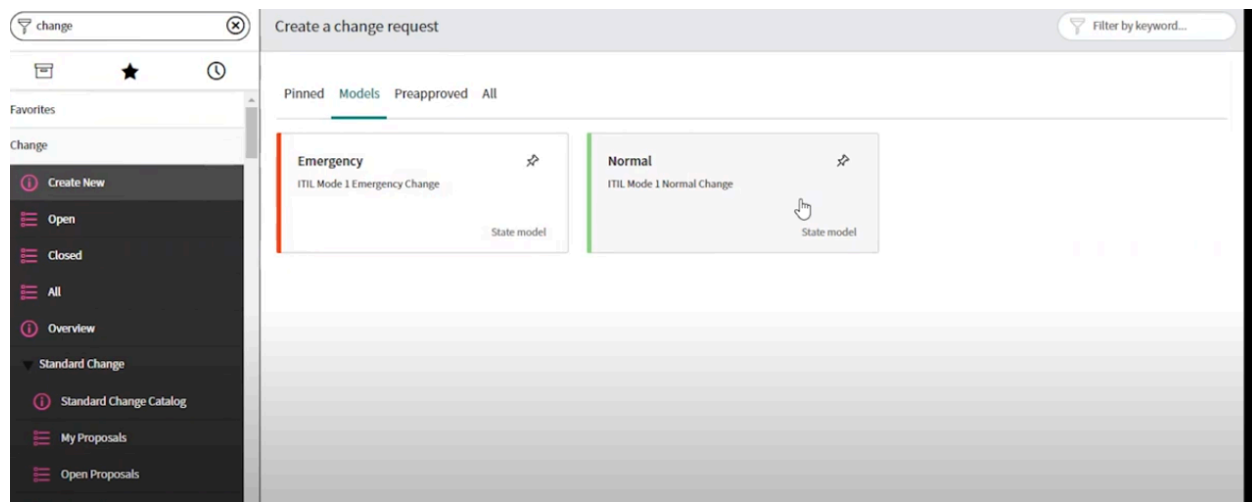 change
Favorites
Change
Create New
Open
Closed
All
Overview
Standard Change
Standard Change Catalog
My Proposals
Open Proposals
Create a change request
Filter by keyword...
Pinned Models Preapproved All
Emergency
ITIL Mode 1 Emergency Change
State model
Normal
ITIL Mode 1 Normal Change
State model